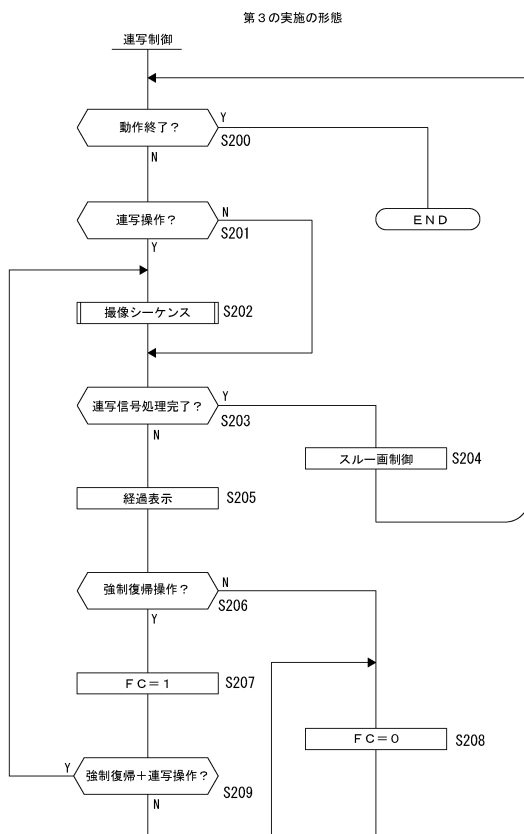 第３の実施の形態
連写制御
動作終了？
Y
S200
N
END
連写操作？
N
S201
Y
撮像シーケンス
S202
連写信号処理完了？
Y
S203
N
スルー画制御
S204
経過表示
S205
強制復帰操作？
N
S206
Y
ＦＣ＝１
S207
ＦＣ＝０
S208
Y
強制復帰＋連写操作？
S209
N